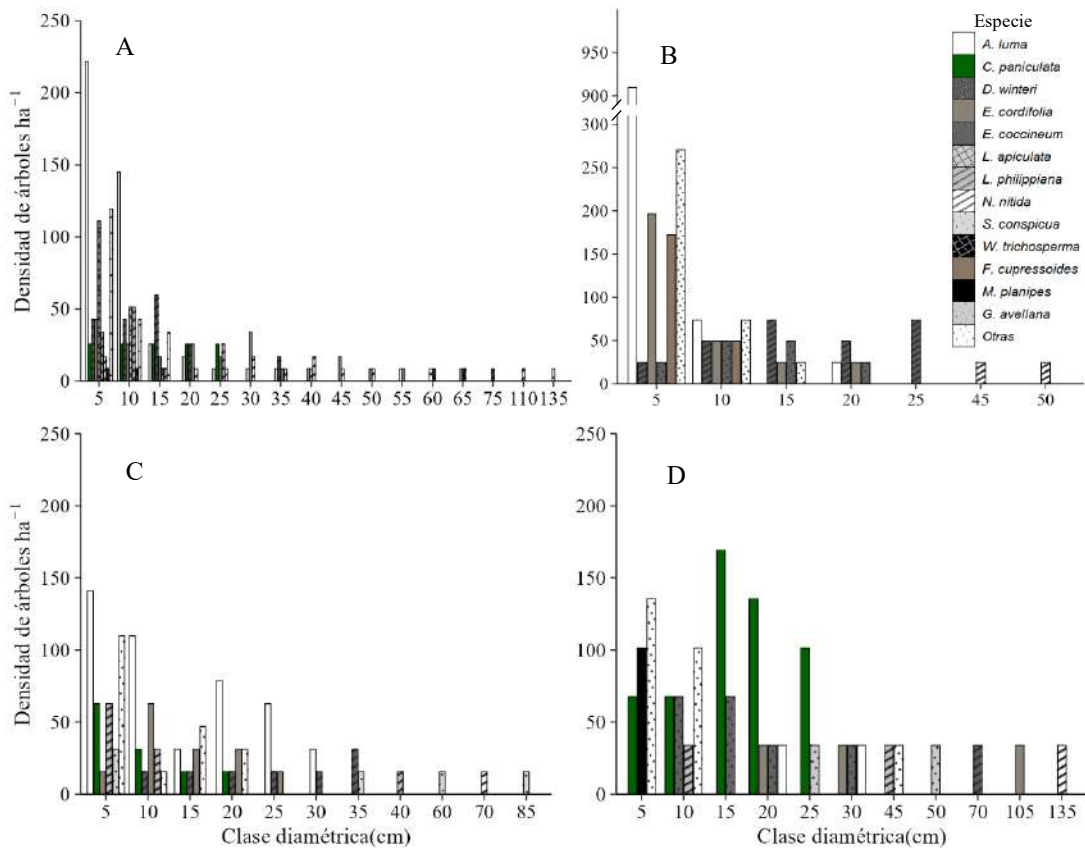 A
Densidad de árboles ha⁻¹
250
200
150
100
50
0
5 10 15 20 25 30 35 40 45 50 55 60 65 75 110 135
B
950
900
300
250
200
150
100
50
0
5 10 15 20 25 45 50
Especie
A. luma
C. paniculata
D. winteri
E. cordifolia
E. coccineum
L. apiculata
L. philippiana
N. nitida
S. conspicua
W. trichosperma
F. cupressoides
M. planipes
G. avellana
Otras
C
Densidad de árboles ha⁻¹
250
200
150
100
50
0
5 10 15 20 25 30 35 40 60 70 85
Clase diamétrica(cm)
D
250
200
150
100
50
0
5 10 15 20 25 30 45 50 70 105 135
Clase diamétrica(cm)